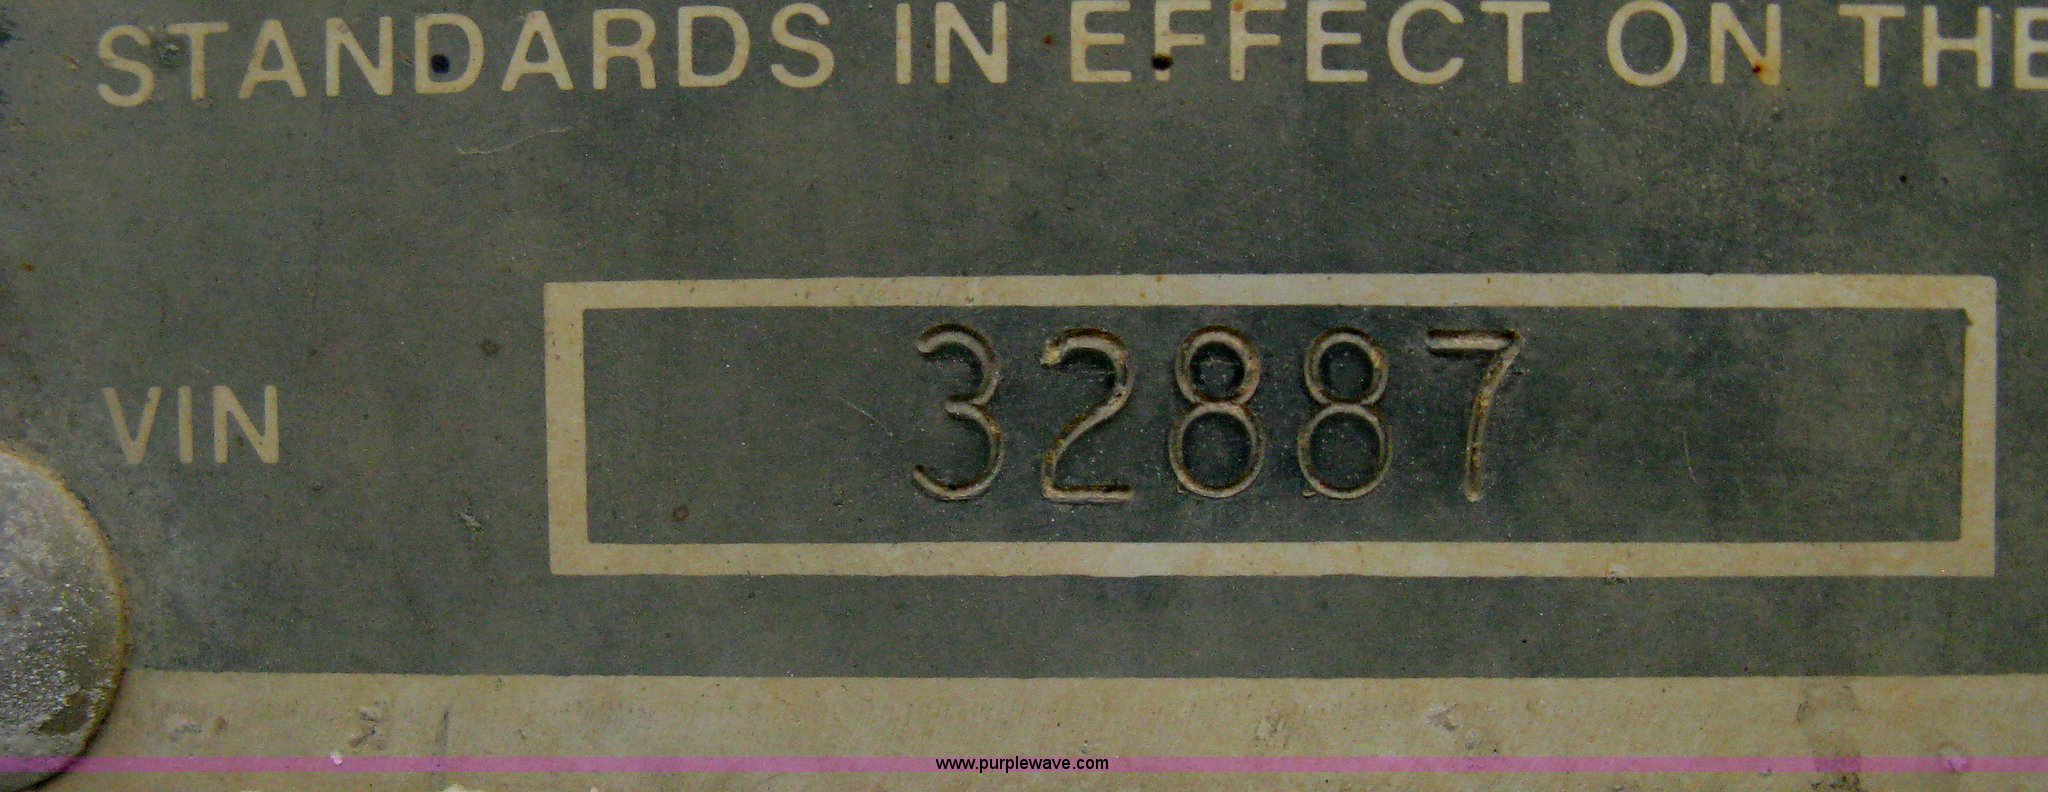 STANDARDS IN EFFECT ON THE
VIN 32887
www.purplewave.com